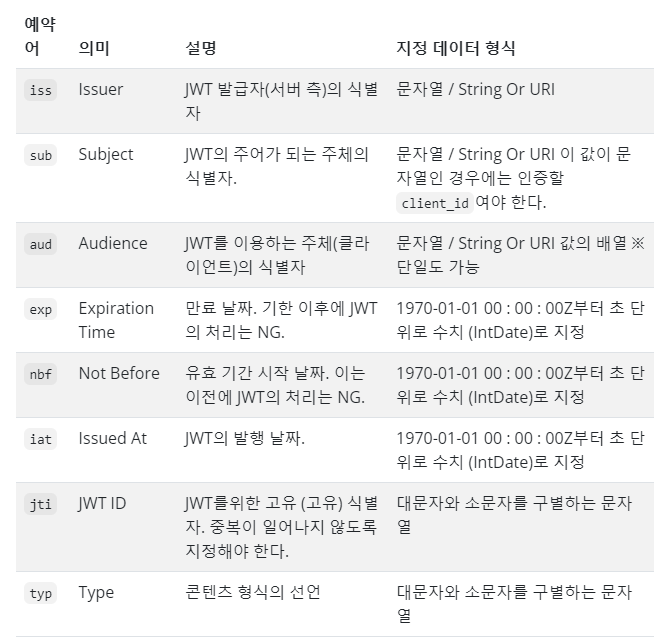 예약
어 의미 설명 지정 데이터 형식
iss Issuer JWT 발급자(서버 측)의 식별 문자열 / String Or URI
자
sub Subject JWT의 주어가 되는 주체의 문자열 / String Or URI 이 값이 문
식별자. 자열인 경우에는 인증할
client_id 여야 한다.
aud Audience JWT를 이용하는 주체(클라 문자열 / String Or URI 값의 배열 ※
이언트)의 식별자 단일도 가능
exp Expiration 만료 날짜. 기한 이후에 JWT 1970-01-01 00 : 00 : 00Z부터 초 단
Time 의 처리는 NG. 위로 수치 (IntDate)로 지정
nbf Not Before 유효 기간 시작 날짜. 이는 1970-01-01 00 : 00 : 00Z부터 초 단
이전에 JWT의 처리는 NG. 위로 수치 (IntDate)로 지정
iat Issued At JWT의 발행 날짜. 1970-01-01 00 : 00 : 00Z부터 초 단
위로 수치 (IntDate)로 지정
jti JWT ID JWT를위한 고유 (고유) 식별 대문자와 소문자를 구별하는 문자
자. 중복이 일어나지 않도록 열
지정해야 한다.
typ Type 콘텐츠 형식의 선언 대문자와 소문자를 구별하는 문자
열